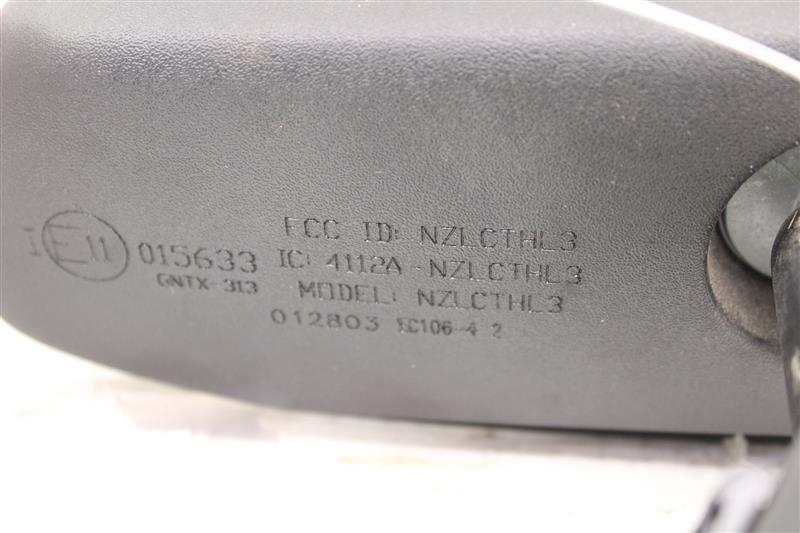 FCC ID: NZLCTHL3
I E11 015633 IC: 4112A-NZLCTHL3
GNTX-313 MODEL: NZLCTHL3
012803 EC106-4 2